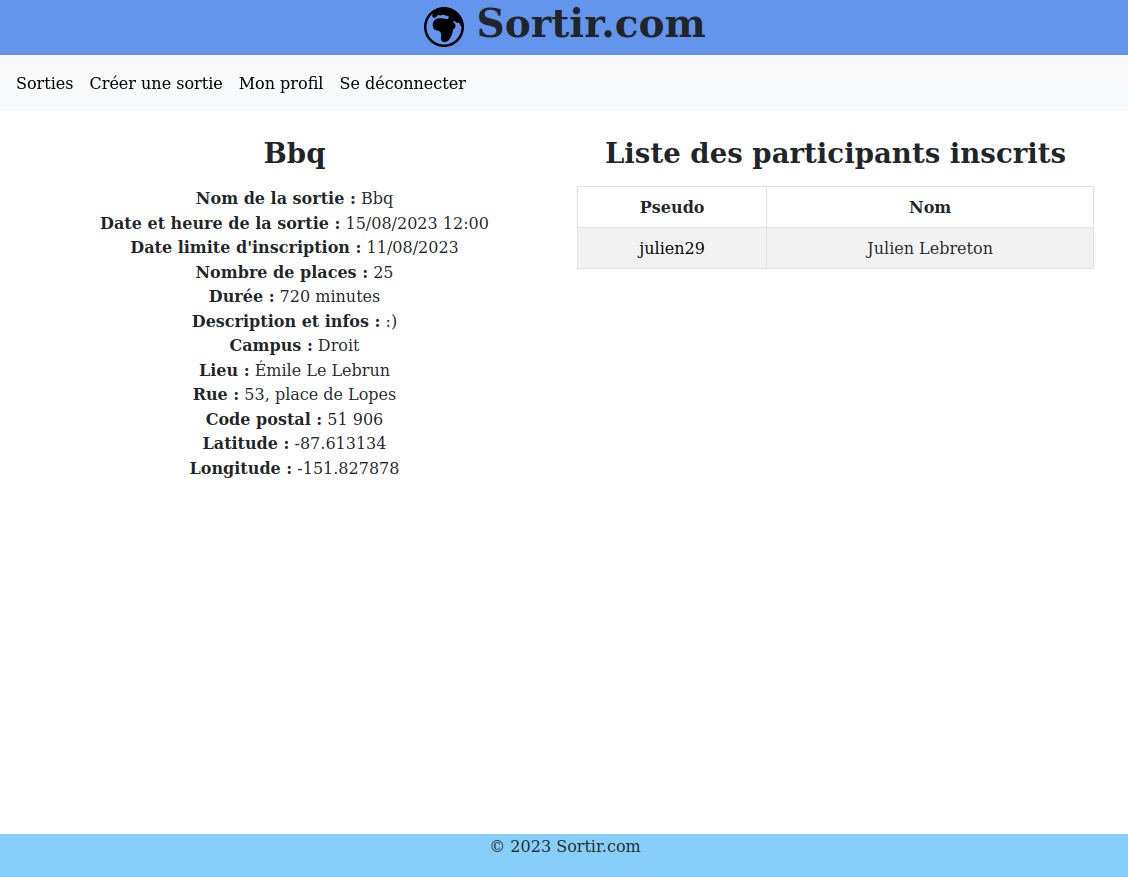 Sortir.com
Sorties Créer une sortie Mon profil Se déconnecter
Bbq
Nom de la sortie : Bbq
Date et heure de la sortie : 15/08/2023 12:00
Date limite d'inscription : 11/08/2023
Nombre de places : 25
Durée : 720 minutes
Description et infos : :)
Campus : Droit
Lieu : Émile Le Lebrun
Rue : 53, place de Lopes
Code postal : 51 906
Latitude : -87.613134
Longitude : -151.827878
Liste des participants inscrits
Pseudo Nom
julien29 Julien Lebreton
© 2023 Sortir.com